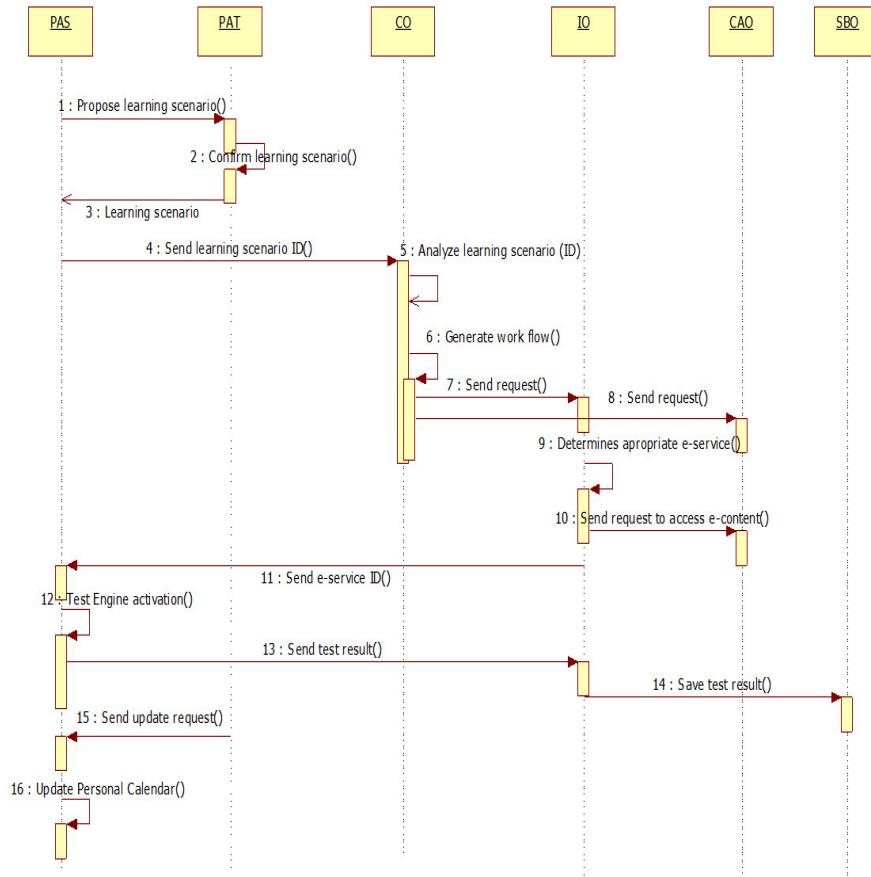 PAS PAT CO IO CAO SBO
1 : Propose learning scenario()
2 : Confirm learning scenario()
3 : Learning scenario
4 : Send learning scenario ID()
5 : Analyze learning scenario (ID)
6 : Generate work flow()
7 : Send request()
8 : Send request()
9 : Determines apropriate e-service()
10 : Send request to access e-content()
11 : Send e-service ID()
12 : Test Engine activation()
13 : Send test result()
14 : Save test result()
15 : Send update request()
16 : Update Personal Calendar()